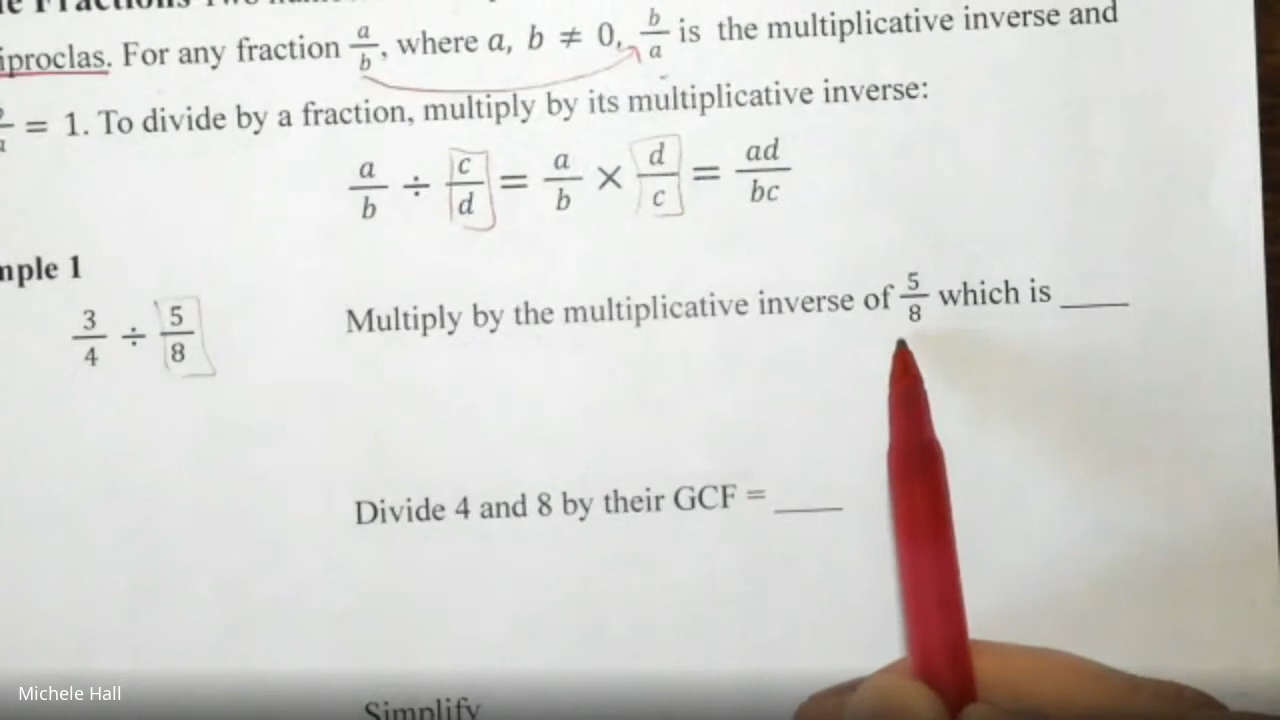 iproclas. For any fraction a/b, where a, b ≠ 0, b/a is the multiplicative inverse and
= 1. To divide by a fraction, multiply by its multiplicative inverse:
a/b ÷ c/d = a/b × d/c = ad/bc
mple 1
3/4 ÷ 5/8
Multiply by the multiplicative inverse of 5/8 which is ____
Divide 4 and 8 by their GCF = ____
Simplify
Michele Hall